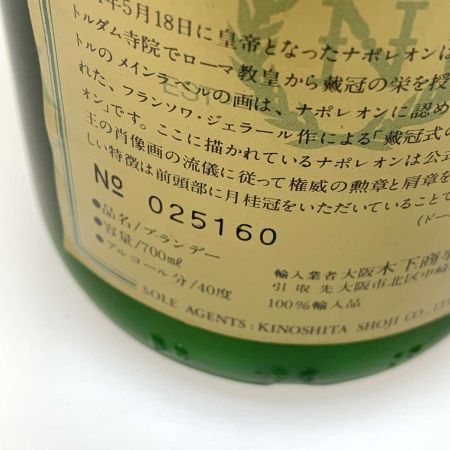 年5月18日に皇帝となったナポレオンは
トルダム寺院でローマ教皇から戴冠の栄を授
トルのメインラベルの画は、ナポレオンに認め
れた、フランソワ・ジェラール作による「戴冠式の
オン」です。ここに描かれているナポレオンは公式
王の肖像画の流儀に従って権威の勲章と肩章を
しい特徴は前頭部に月桂冠をいただいていることで
(ドー
№ 025160
●品名/ブランデー
●容量/700㎖
●アルコール分/40度
輸入業者 大阪木下商事
引取先 大阪市北区中崎
100%輸入品
SOLE AGENTS: KINOSHITA SHOJI CO., LT
N
EST